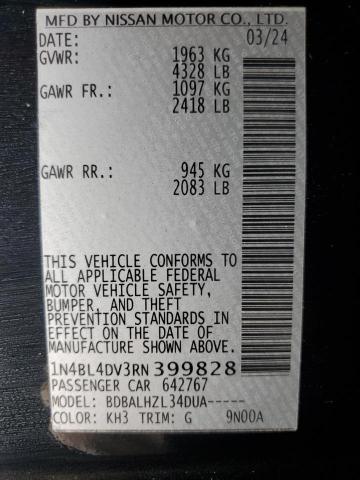 MFD BY NISSAN MOTOR CO., LTD.
DATE: 03/24
GVWR: 1963 KG
4328 LB
GAWR FR.: 1097 KG
2418 LB
GAWR RR.: 945 KG
2083 LB
THIS VEHICLE CONFORMS TO
ALL APPLICABLE FEDERAL
MOTOR VEHICLE SAFETY,
BUMPER, AND THEFT
PREVENTION STANDARDS IN
EFFECT ON THE DATE OF
MANUFACTURE SHOWN ABOVE.
1N4BL4DV3RN399828
PASSENGER CAR 642767
MODEL: BDBALHZL34DUA-----
COLOR: KH3 TRIM: G 9N00A